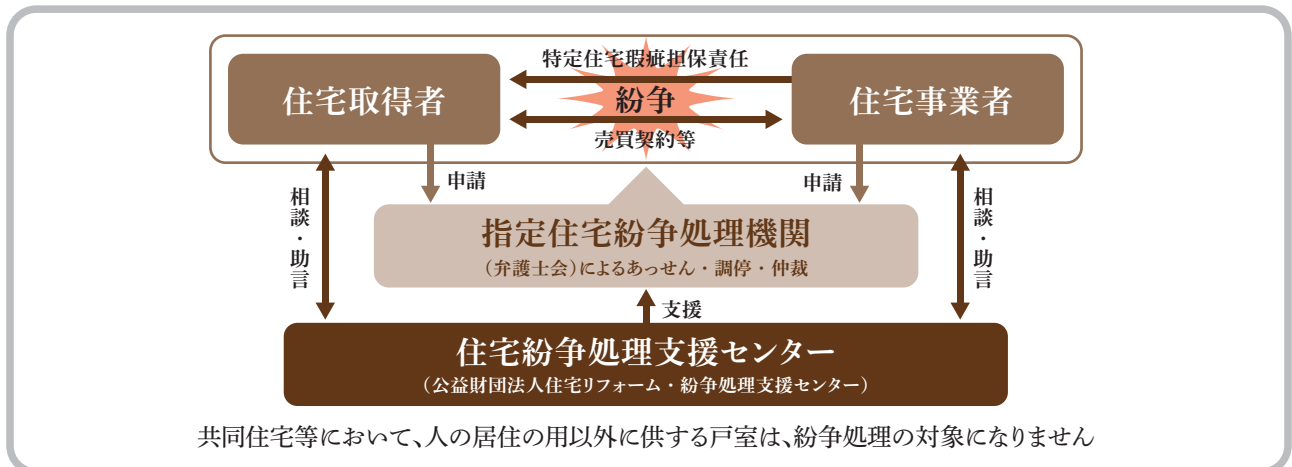 特定住宅瑕疵担保責任
住宅取得者
紛争
住宅事業者
売買契約等
申請
申請
相談・助言
相談・助言
指定住宅紛争処理機関
（弁護士会）によるあっせん・調停・仲裁
支援
住宅紛争処理支援センター
（公益財団法人住宅リフォーム・紛争処理支援センター）
共同住宅等において、人の居住の用以外に供する戸室は、紛争処理の対象になりません